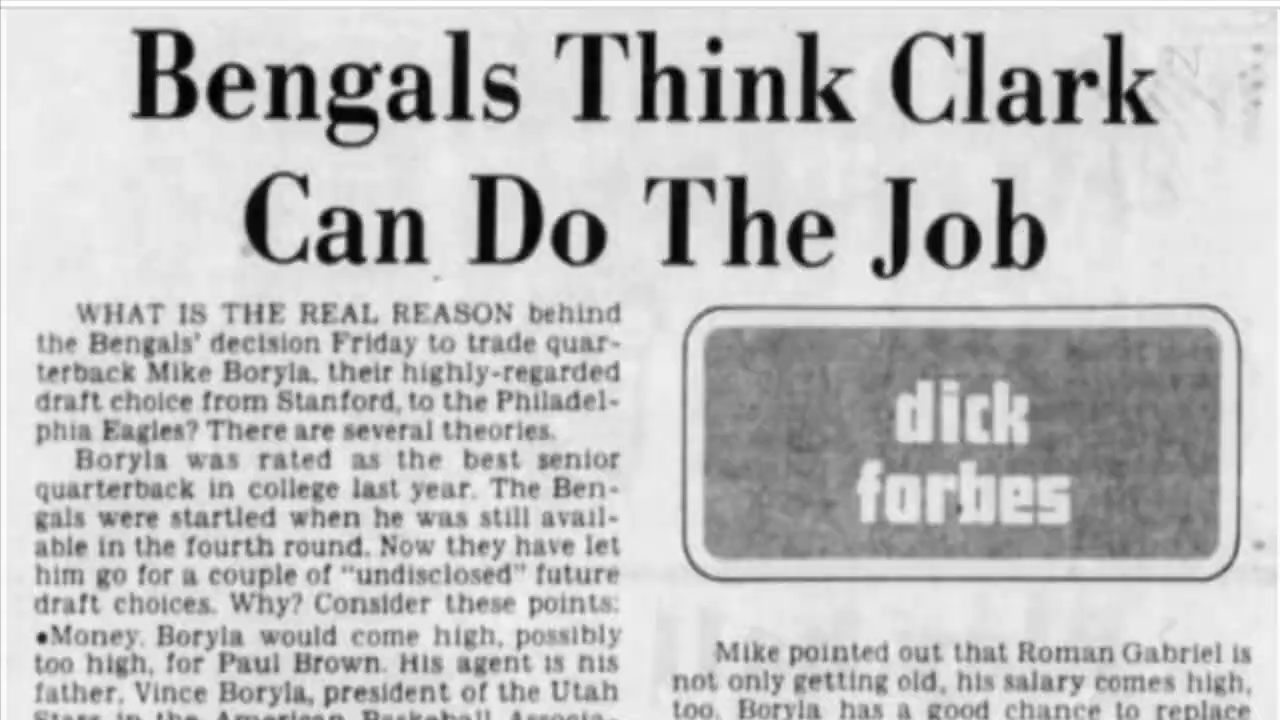 Bengals Think Clark
Can Do The Job
WHAT IS THE REAL REASON behind
the Bengals' decision Friday to trade quar-
terback Mike Boryla, their highly-regarded
draft choice from Stanford, to the Philadel-
phia Eagles? There are several theories.
Boryla was rated as the best senior
quarterback in college last year. The Ben-
gals were startled when he was still avail-
able in the fourth round. Now they have let
him go for a couple of "undisclosed" future
draft choices. Why? Consider these points:
•Money. Boryla would come high, possibly
too high, for Paul Brown. His agent is his
father, Vince Boryla, president of the Utah
Stars in the American Basketball Associa-
dick
forbes
Mike pointed out that Roman Gabriel is
not only getting old, his salary comes high,
too. Boryla has a good chance to replace